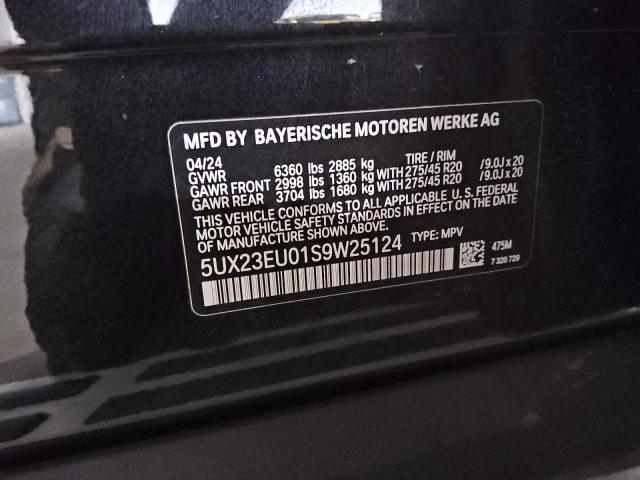 MFD BY BAYERISCHE MOTOREN WERKE AG
04/24 TIRE / RIM
GVWR 6360 lbs 2885 kg
GAWR FRONT 2998 lbs 1360 kg WITH 275/45 R20 /9.0J x 20
GAWR REAR 3704 lbs 1680 kg WITH 275/45 R20 /9.0J x 20
THIS VEHICLE CONFORMS TO ALL APPLICABLE U.S. FEDERAL
MOTOR VEHICLE SAFETY STANDARDS IN EFFECT ON THE DATE
OF MANUFACTURE SHOWN ABOVE.
5UX23EU01S9W25124 TYPE: MPV
475M
7 320 729